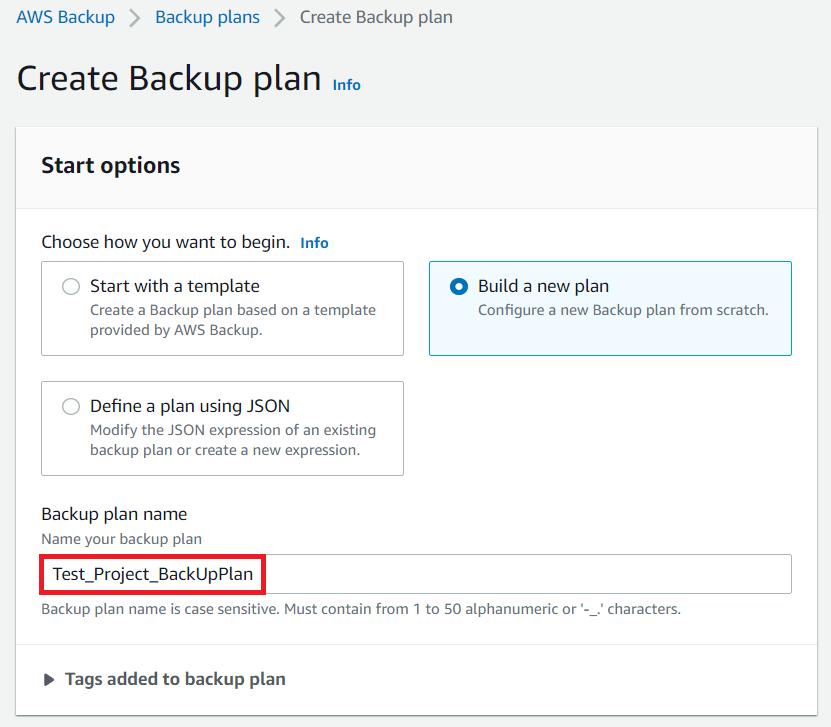 AWS Backup > Backup plans > Create Backup plan
Create Backup plan Info
Start options
Choose how you want to begin. Info
Start with a template
Create a Backup plan based on a template
provided by AWS Backup.
Build a new plan
Configure a new Backup plan from scratch.
Define a plan using JSON
Modify the JSON expression of an existing
backup plan or create a new expression.
Backup plan name
Name your backup plan
Test_Project_BackUpPlan
Backup plan name is case sensitive. Must contain from 1 to 50 alphanumeric or '-_.' characters.
Tags added to backup plan